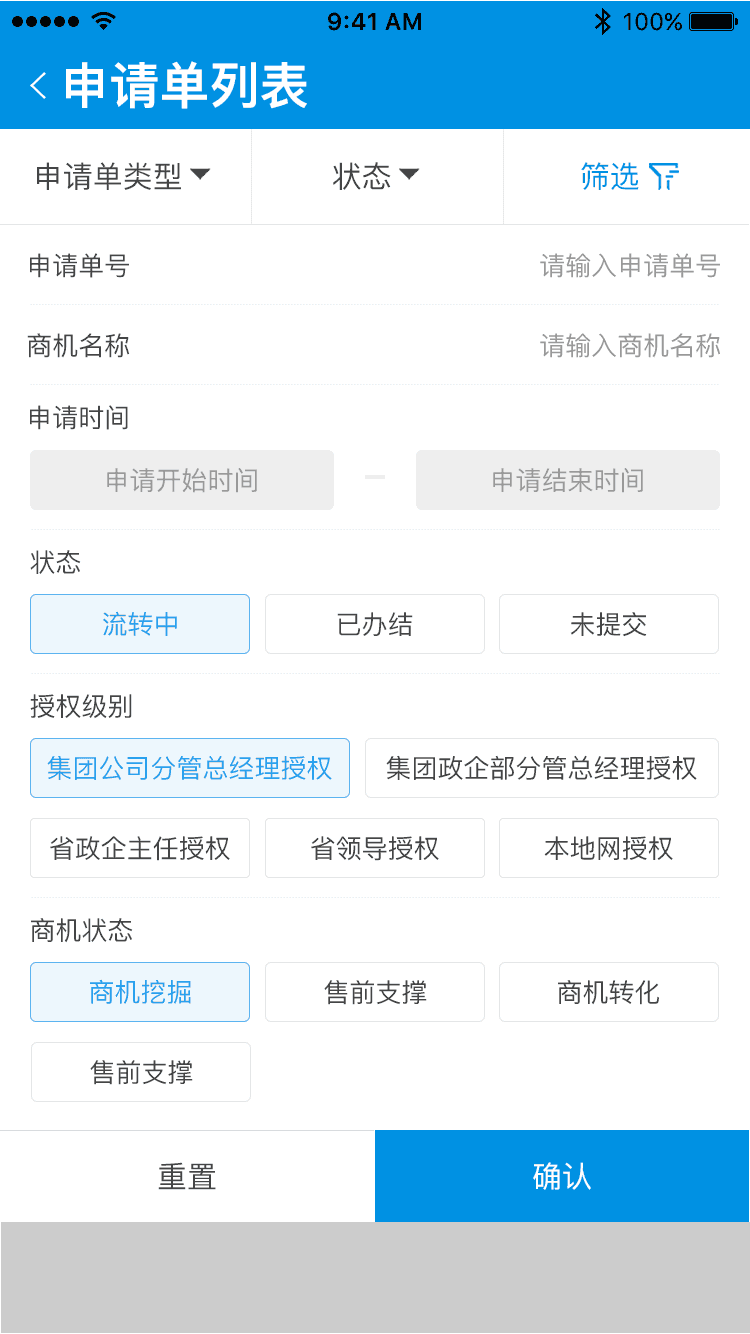 9:41 AM 100%
申请单列表
申请单类型 状态 筛选
申请单号 请输入申请单号
商机名称 请输入商机名称
申请时间
申请开始时间 申请结束时间
状态
流转中 已办结 未提交
授权级别
集团公司分管总经理授权 集团政企部分管总经理授权
省政企主任授权 省领导授权 本地网授权
商机状态
商机挖掘 售前支撑 商机转化
售前支撑
重置 确认